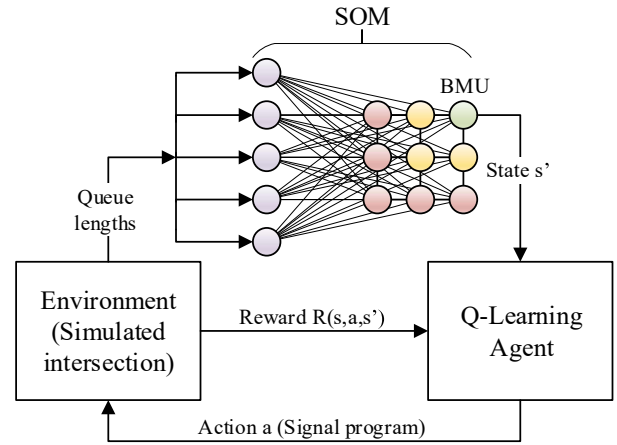 SOM
BMU
Queue
lengths
State s’
Environment
(Simulated
intersection)
Reward R(s,a,s’)
Q-Learning
Agent
Action a (Signal program)